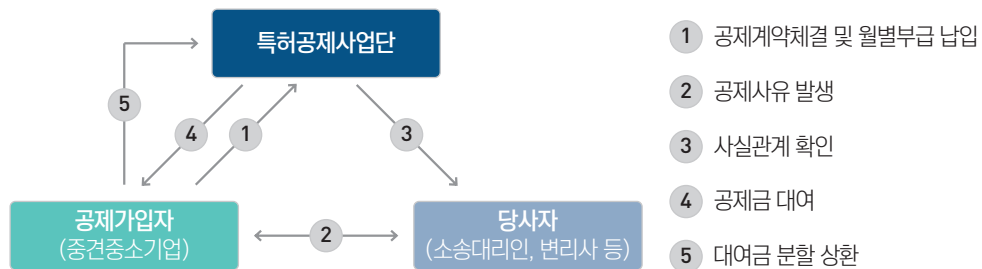 특허공제사업단
5
4
1
3
공제가입자
(중견중소기업)
2
당사자
(소송대리인, 변리사 등)
1 공제계약체결 및 월별부금 납입
2 공제사유 발생
3 사실관계 확인
4 공제금 대여
5 대여금 분할 상환